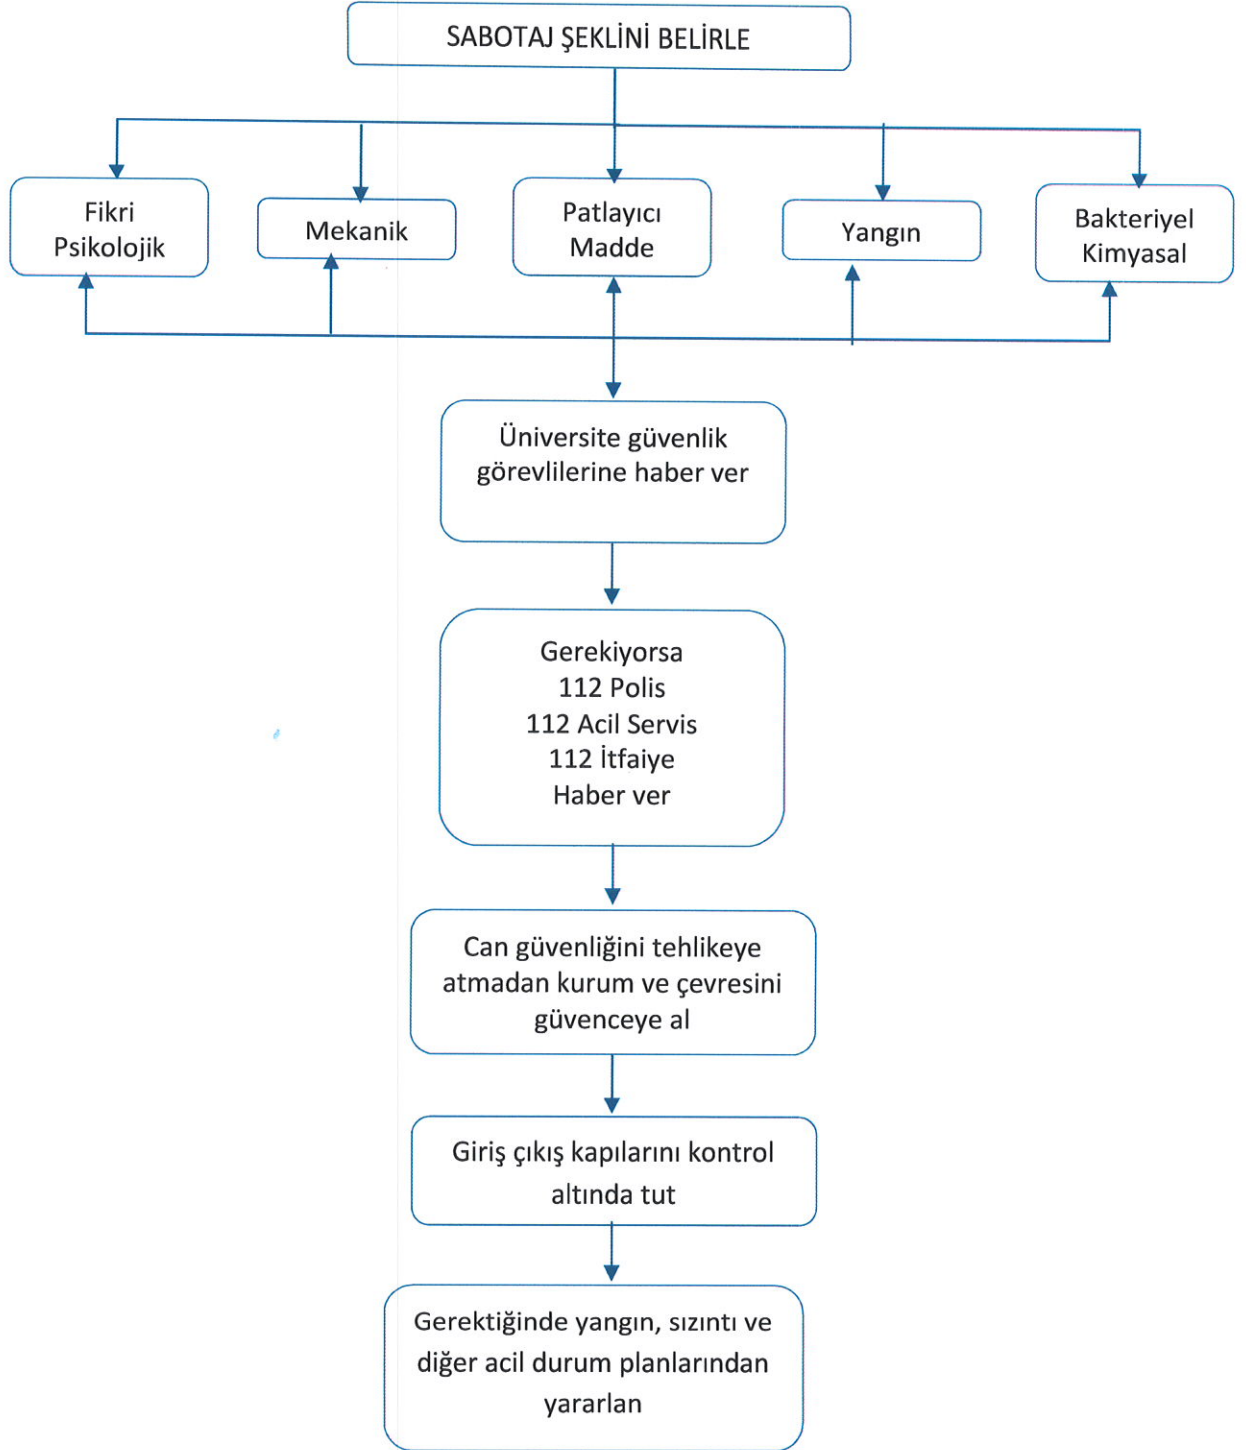 SABOTAJ ŞEKLİNİ BELİRLE
Fikri
Psikolojik
Mekanik
Patlayıcı
Madde
Yangın
Bakteriyel
Kimyasal
Üniversite güvenlik
görevlilerine haber ver
Gerekiyorsa
112 Polis
112 Acil Servis
112 İtfaiye
Haber ver
Can güvenliğini tehlikeye
atmadan kurum ve çevresini
güvenceye al
Giriş çıkış kapılarını kontrol
altında tut
Gerektiğinde yangın, sızıntı ve
diğer acil durum planlarından
yararlan